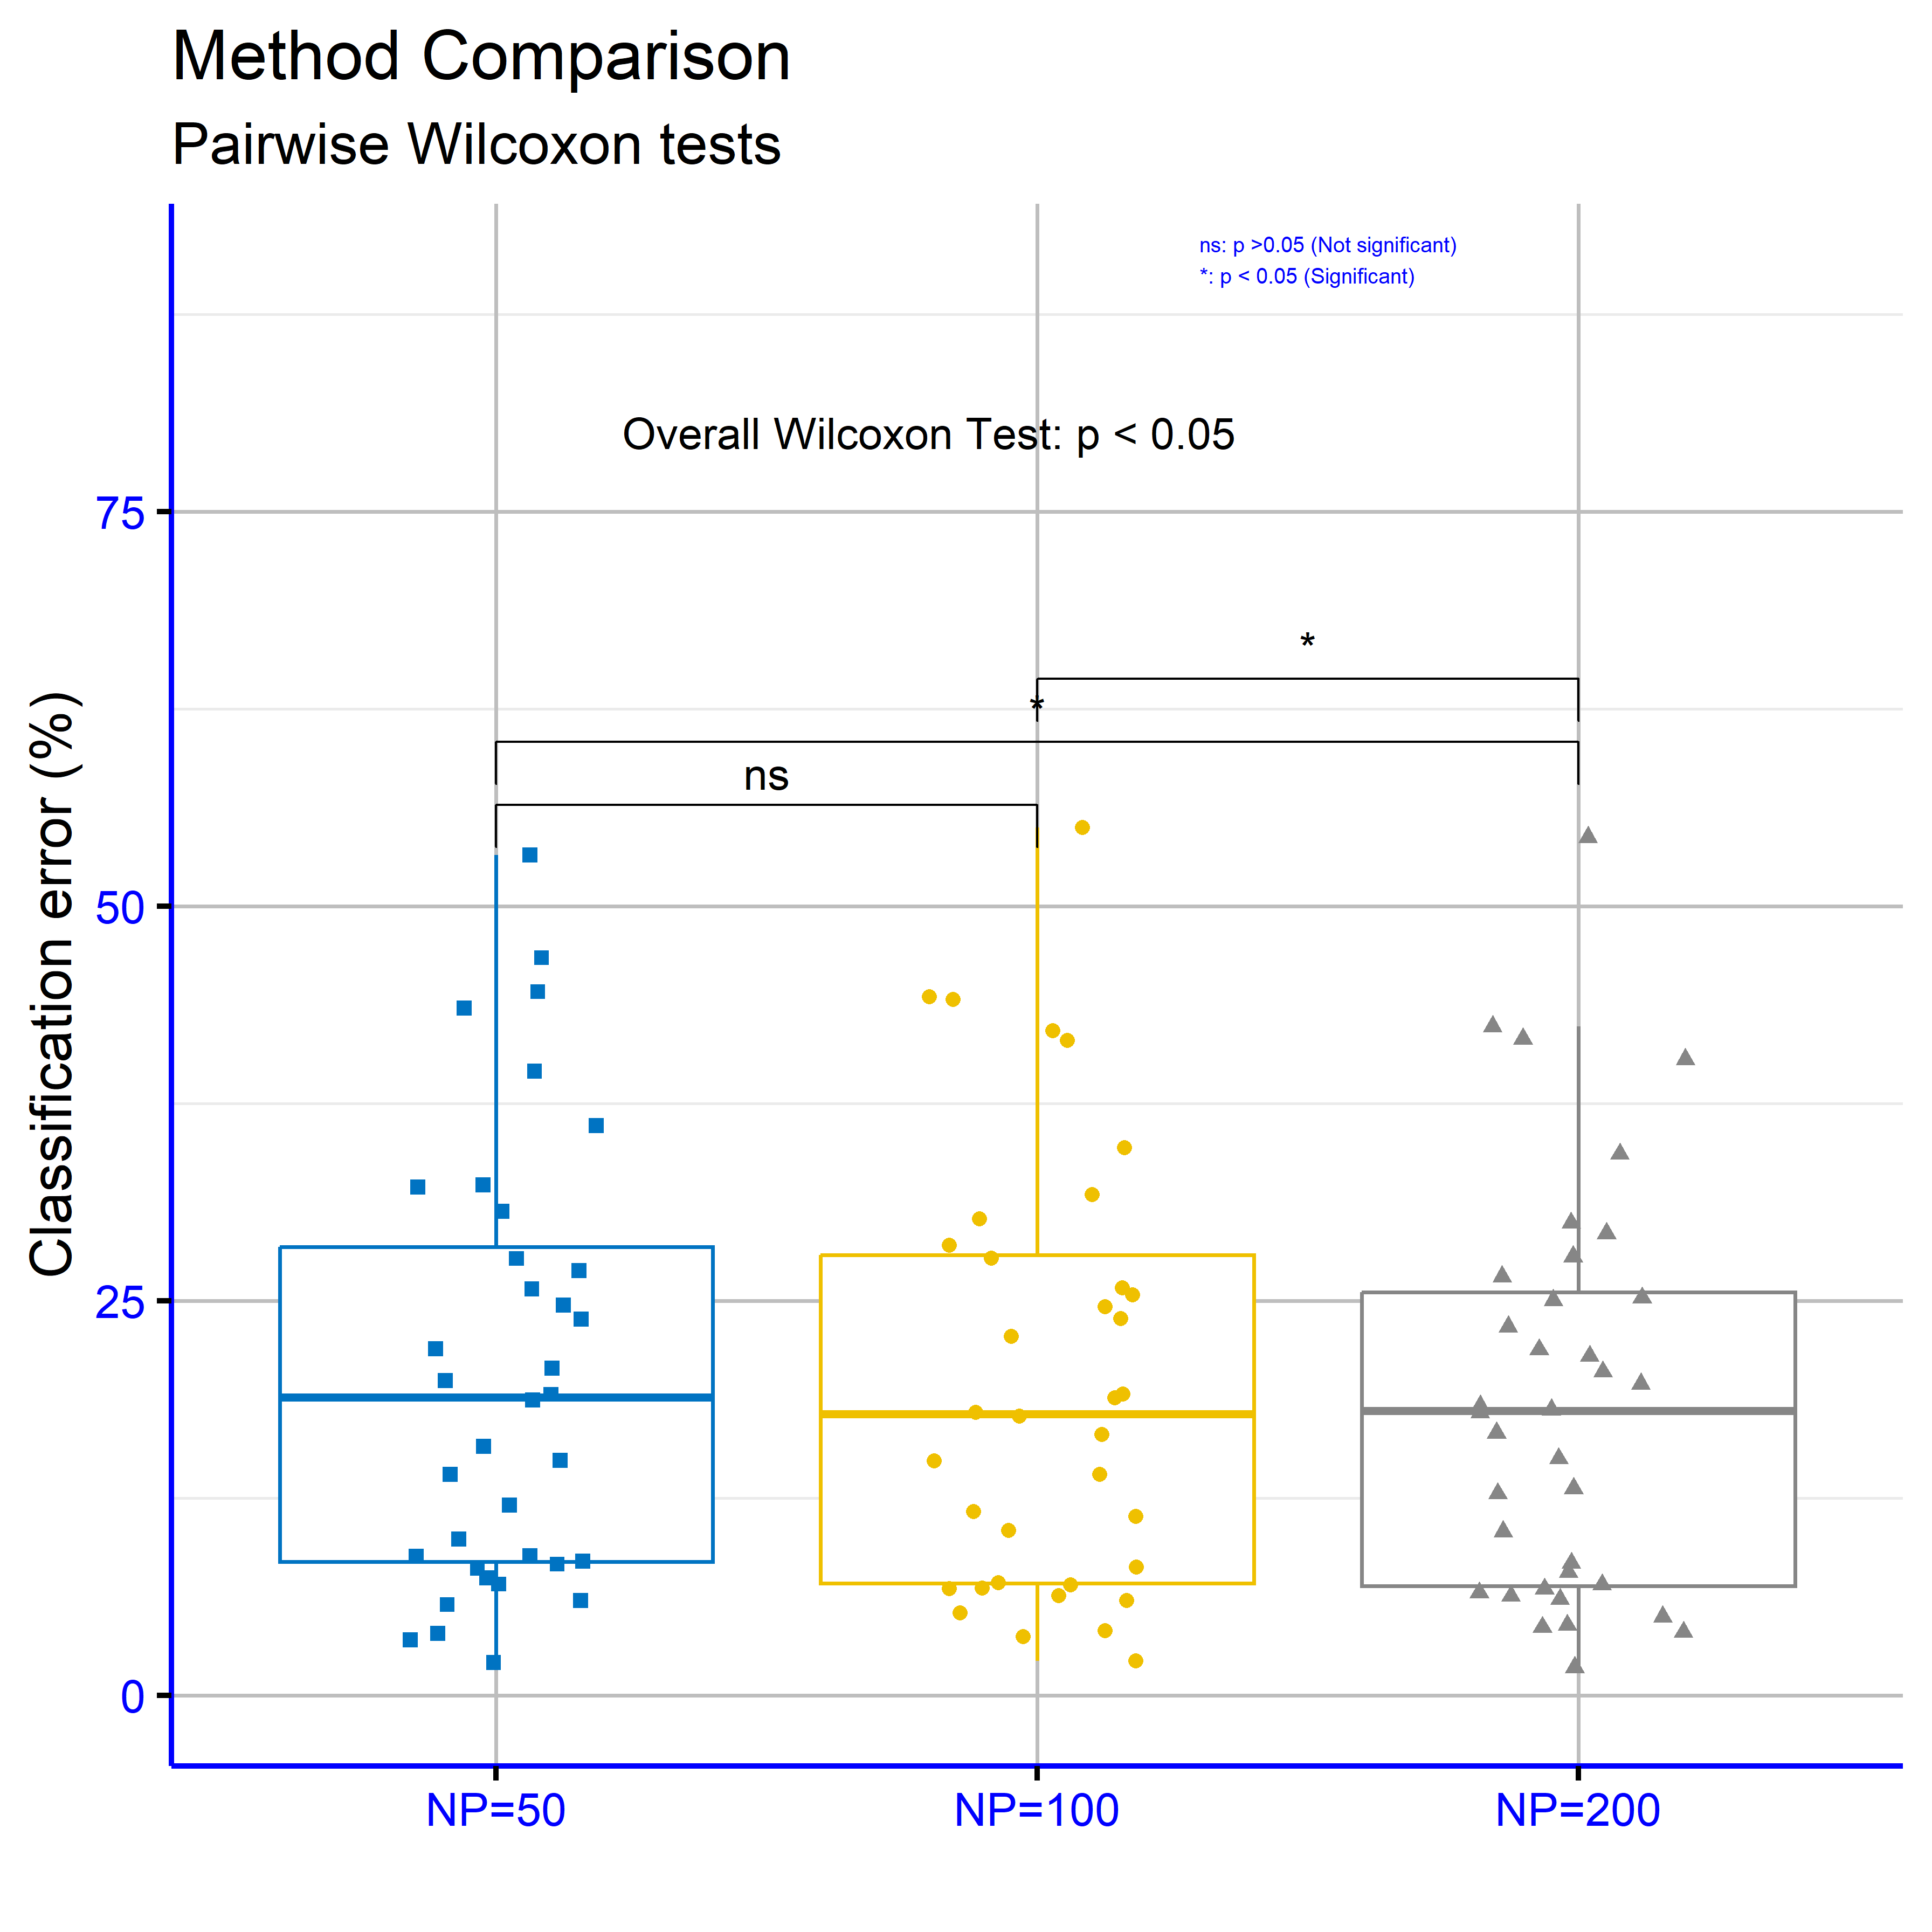 Method Comparison
Pairwise Wilcoxon tests
ns: p >0.05 (Not significant)
*: p < 0.05 (Significant)
Overall Wilcoxon Test: p < 0.05
75
*
*
ns
50
Classification error (%)
25
0
NP=50 NP=100 NP=200